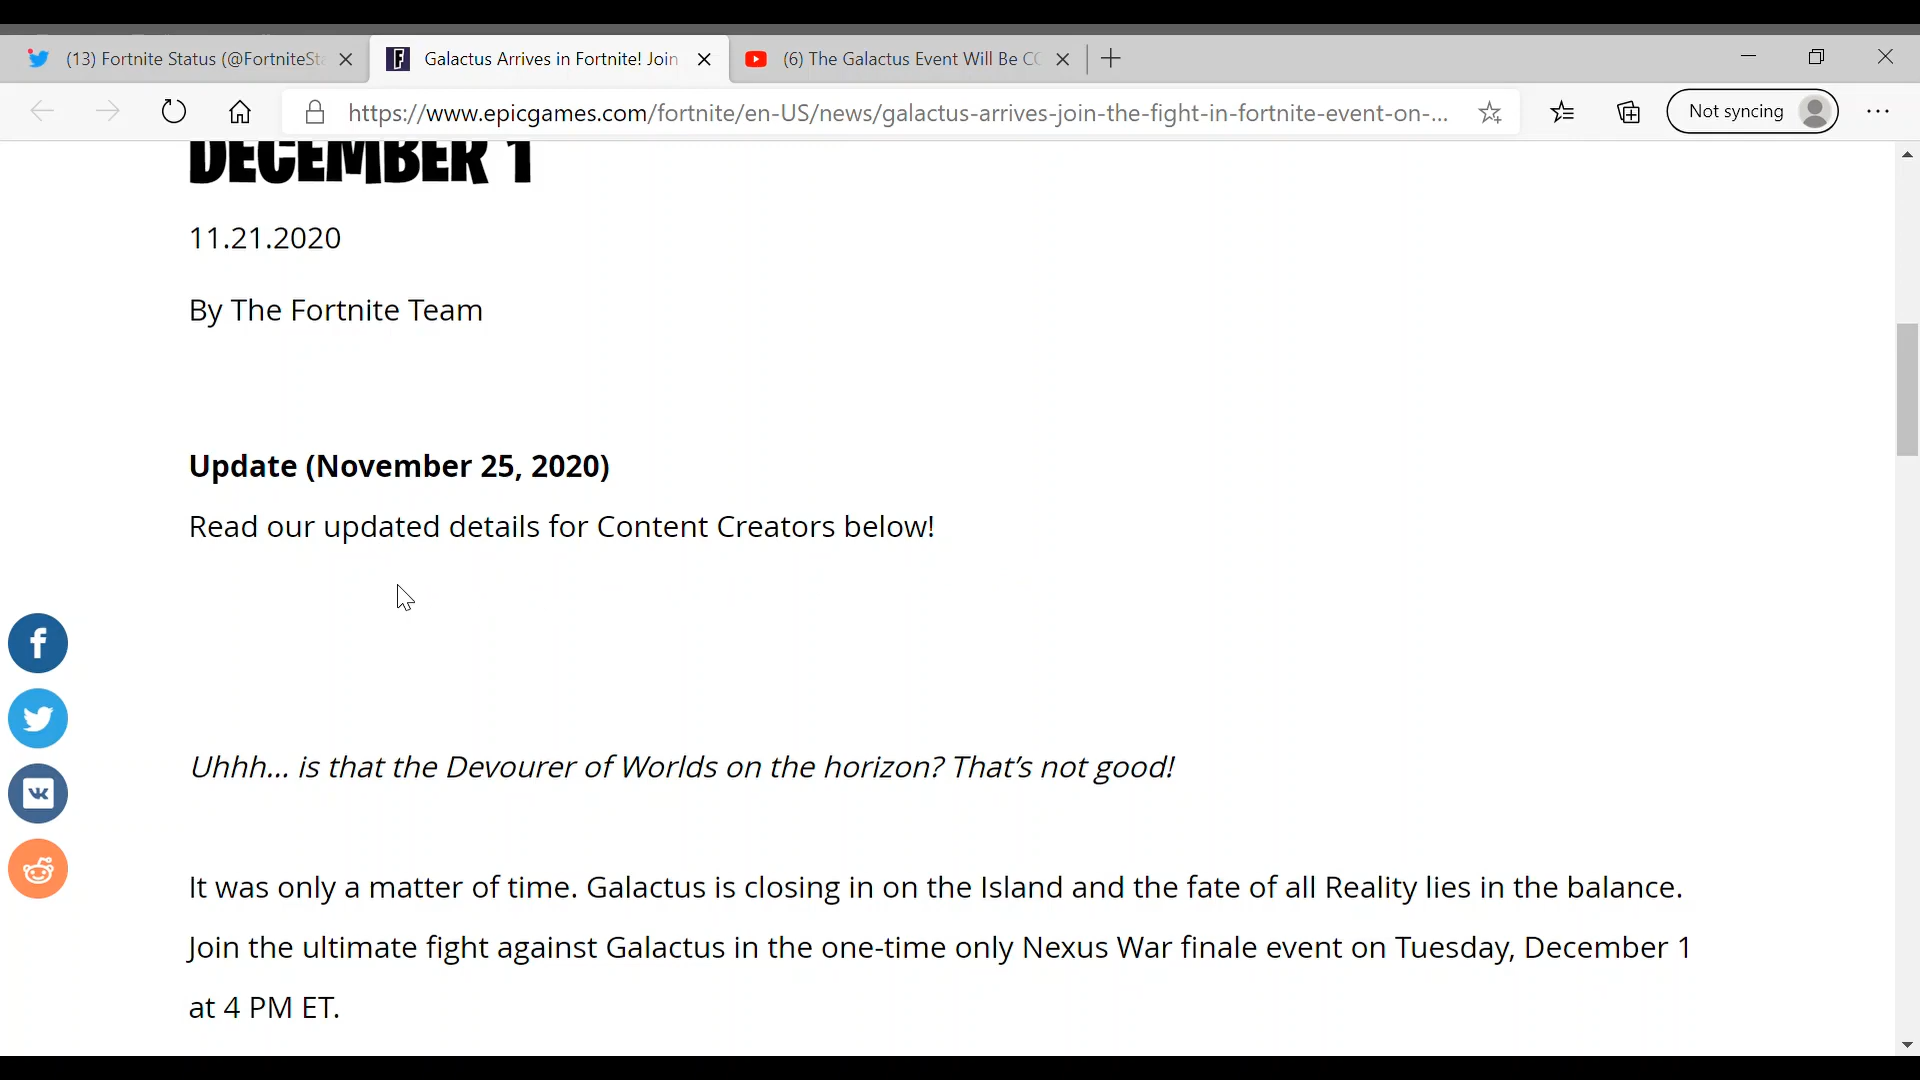 (13) Fortnite Status (@FortniteSta
Galactus Arrives in Fortnite! Join
(6) The Galactus Event Will Be CO
https://www.epicgames.com/fortnite/en-US/news/galactus-arrives-join-the-fight-in-fortnite-event-on-...
Not syncing
DECEMBER 1
11.21.2020
By The Fortnite Team
Update (November 25, 2020)
Read our updated details for Content Creators below!
Uhhh... is that the Devourer of Worlds on the horizon? That's not good!
It was only a matter of time. Galactus is closing in on the Island and the fate of all Reality lies in the balance.
Join the ultimate fight against Galactus in the one-time only Nexus War finale event on Tuesday, December 1
at 4 PM ET.